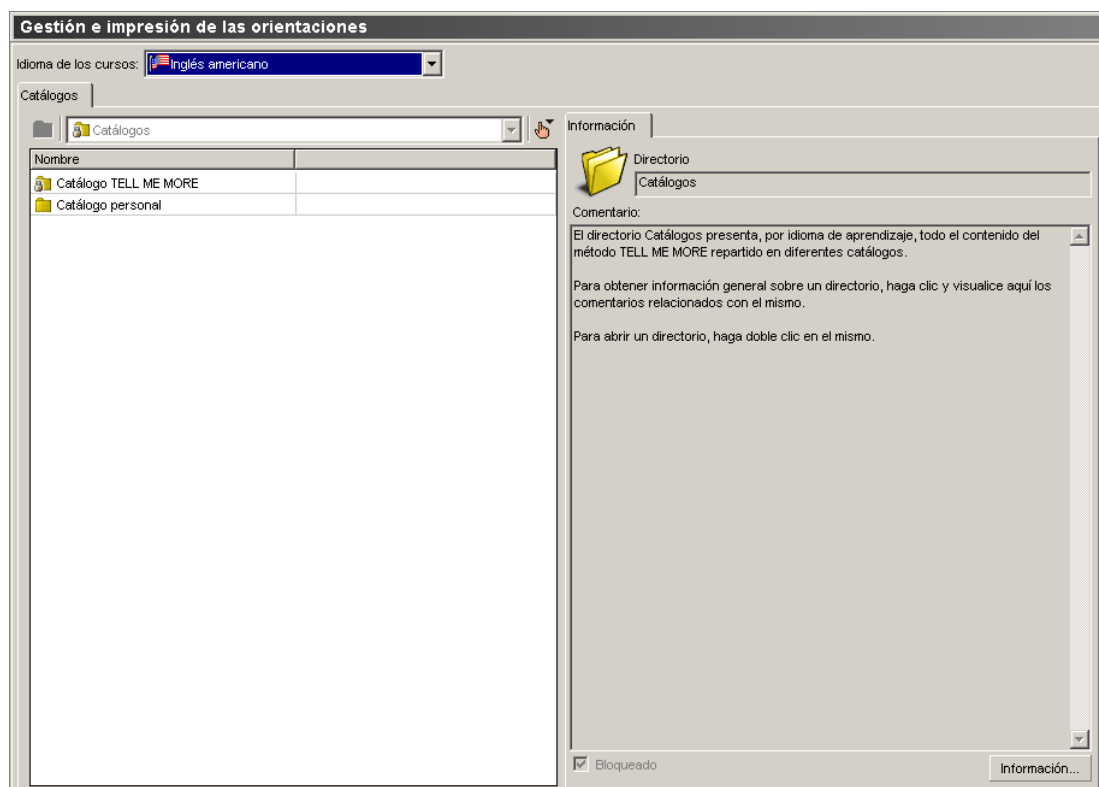 Gestión e impresión de las orientaciones
Idioma de los cursos: Inglés americano
Catálogos
Catálogos
Nombre
Catálogo TELL ME MORE
Catálogo personal
Información
Directorio
Catálogos
Comentario:
El directorio Catálogos presenta, por idioma de aprendizaje, todo el contenido del
método TELL ME MORE repartido en diferentes catálogos.
Para obtener información general sobre un directorio, haga clic y visualice aquí los
comentarios relacionados con el mismo.
Para abrir un directorio, haga doble clic en el mismo.
Bloqueado
Información...